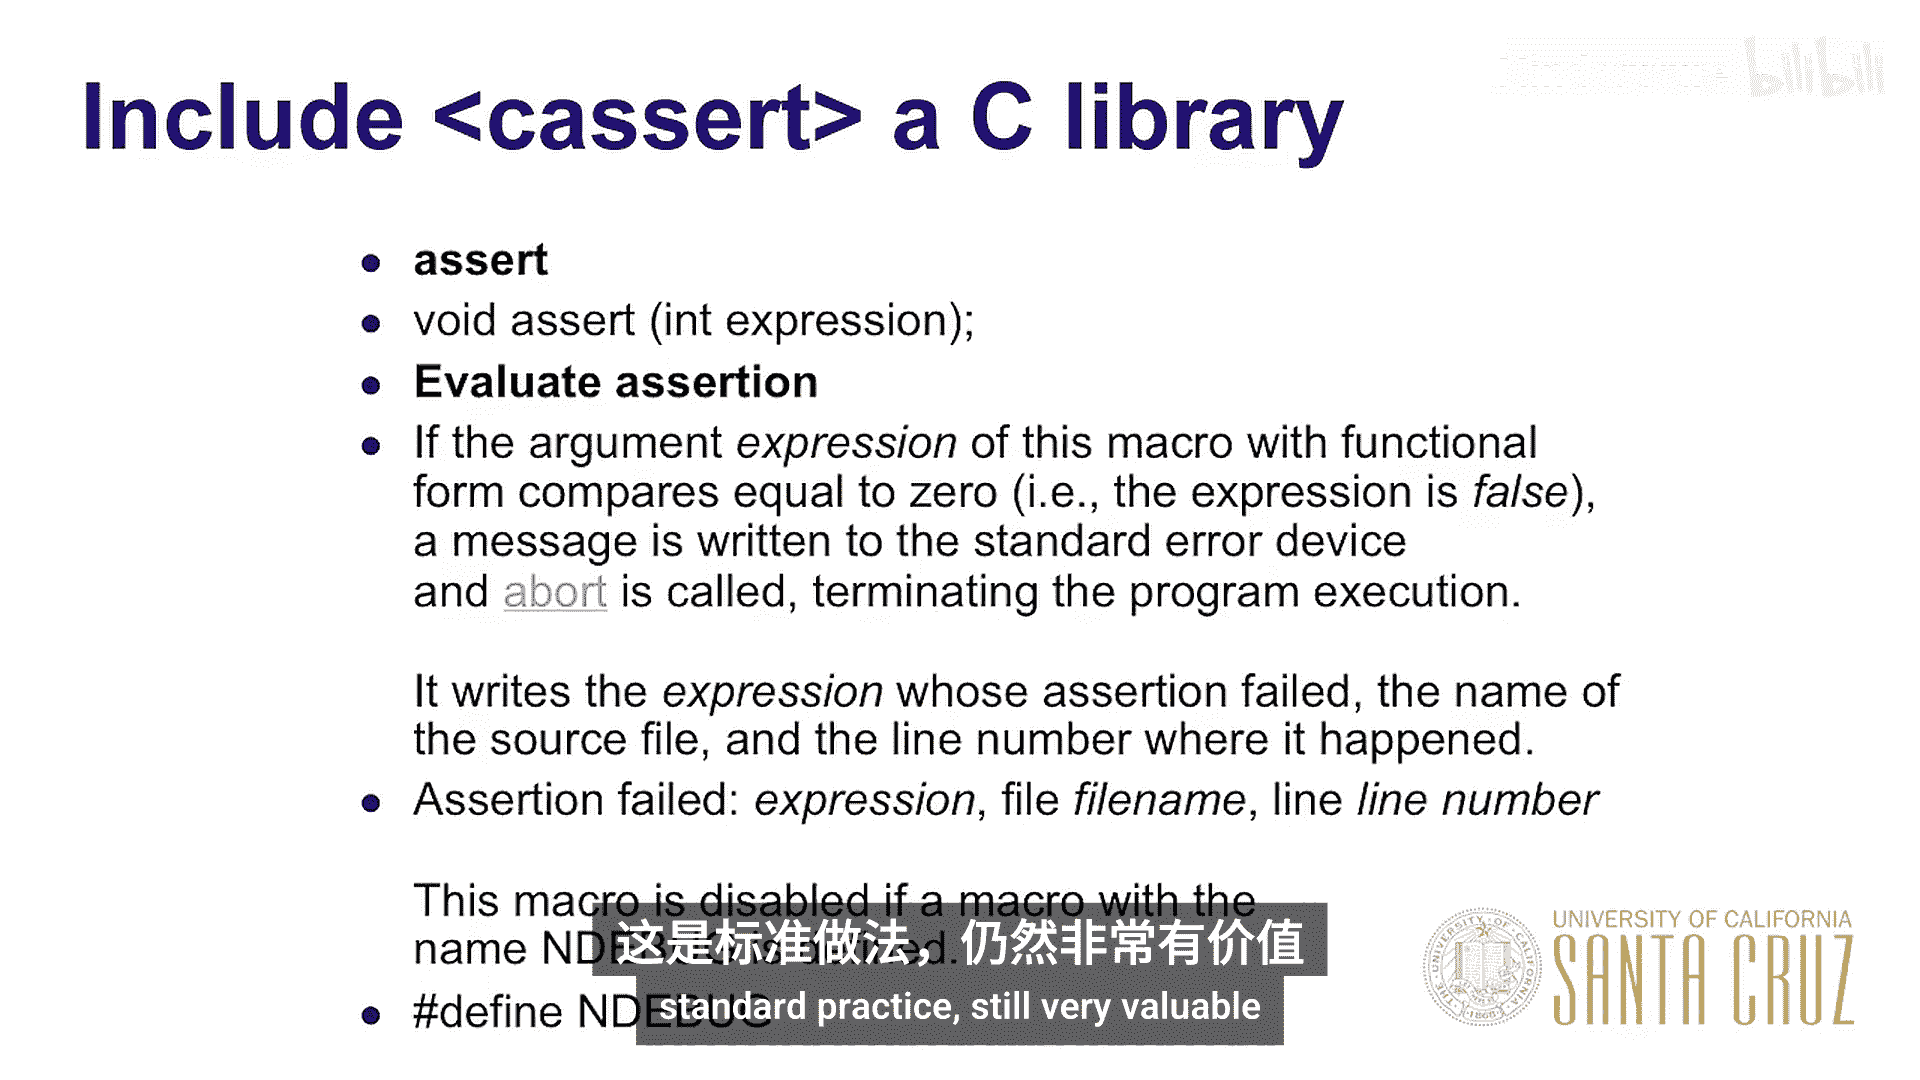 Include <cassert> a C library
bilibili
● assert
● void assert (int expression);
● Evaluate assertion
● If the argument expression of this macro with functional
form compares equal to zero (i.e., the expression is false),
a message is written to the standard error device
and abort is called, terminating the program execution.
It writes the expression whose assertion failed, the name of
the source file, and the line number where it happened.
● Assertion failed: expression, file filename, line line number
This macro is disabled if a macro with the
name NDEBUG is defined.
● #define NDEBUG
这是标准做法，仍然非常有价值
standard practice, still very valuable
UNIVERSITY OF CALIFORNIA
SANTA CRUZ